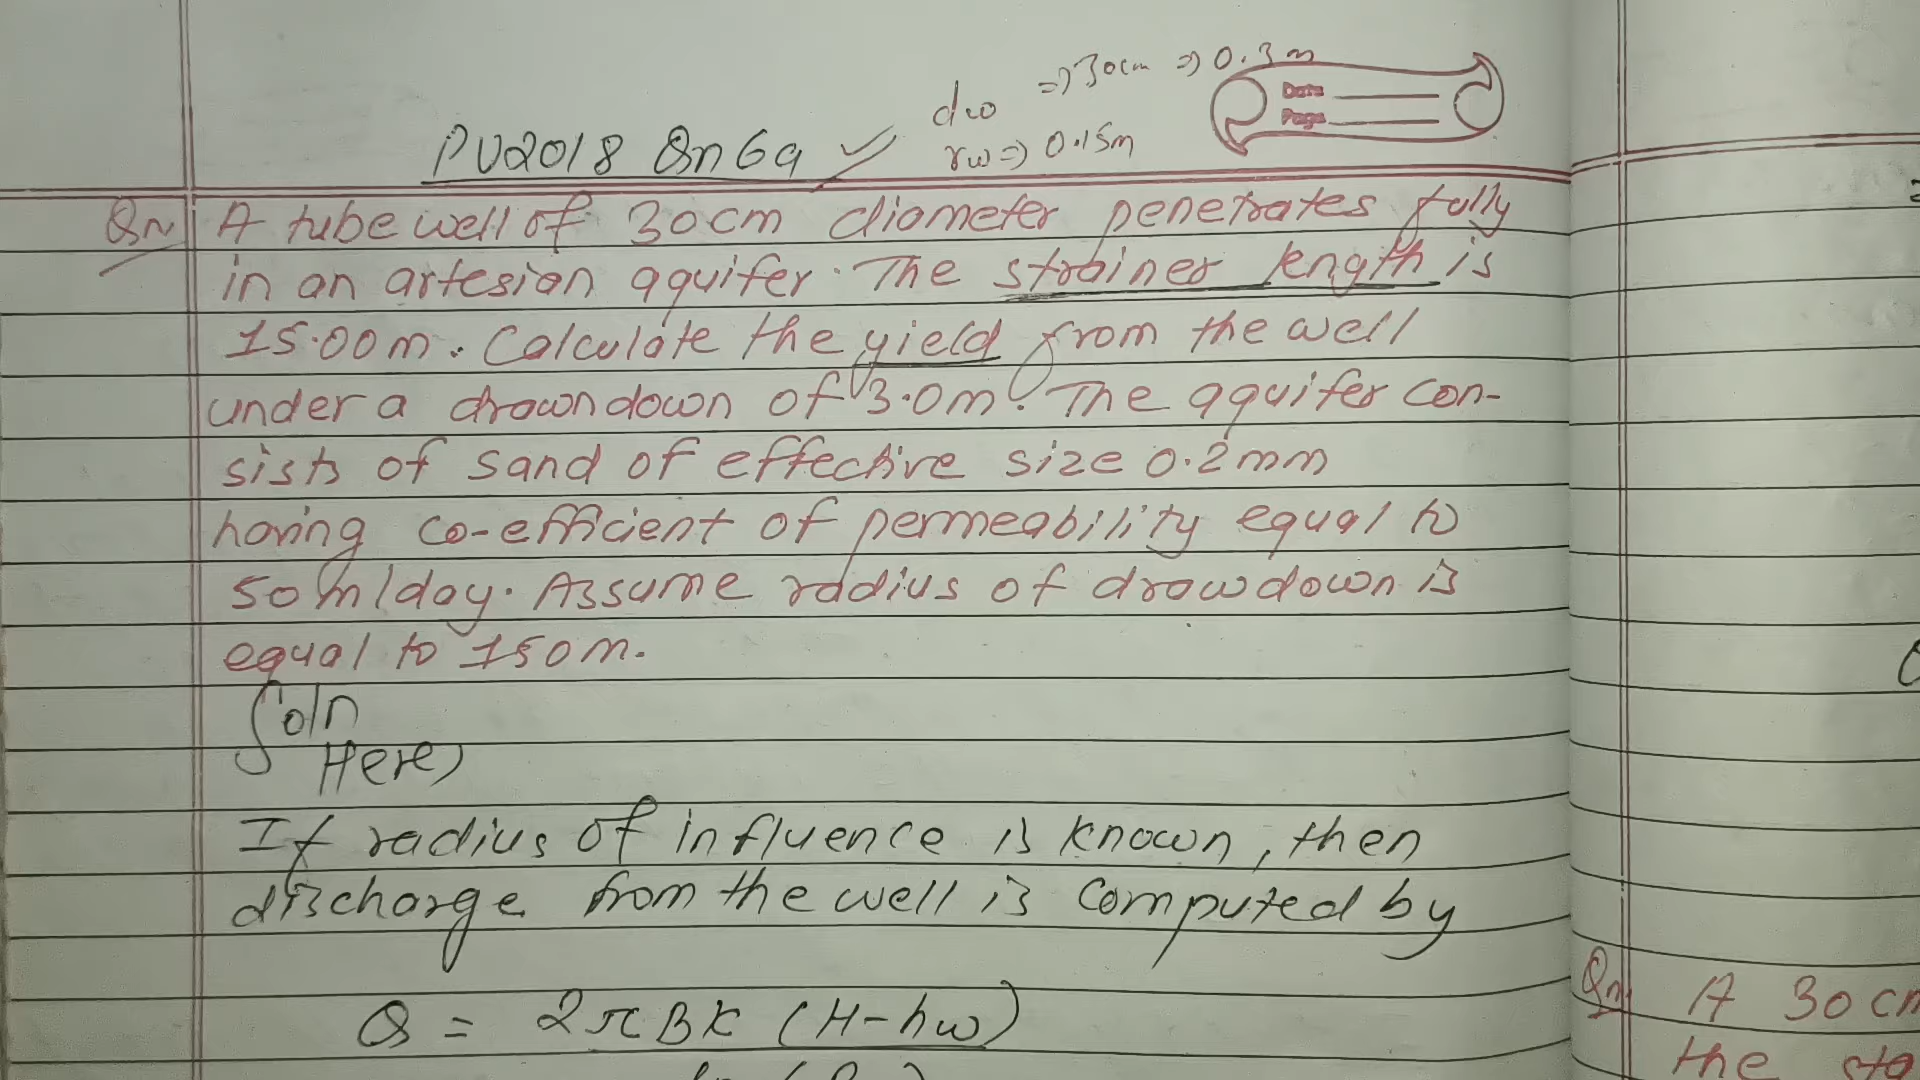 dw => 30cm => 0.3m
Date
Page
PU2018 Qn6a
rw => 0.15m
Qn A tube well of 30cm diameter penetrates fully
in an artesian aquifer. The strainer length is
15.00m. Calculate the yield from the well
under a drawndown of 3.0m. The aquifer con-
sists of sand of effective size 0.2mm
having co-efficient of permeability equal to
50m/day. Assume radius of drawdown is
equal to 150m.
Soln
Here,
If radius of influence is known, then
discharge from the well is computed by
Q = 2πBK (H-hw)
Qn A 30cm
the sta